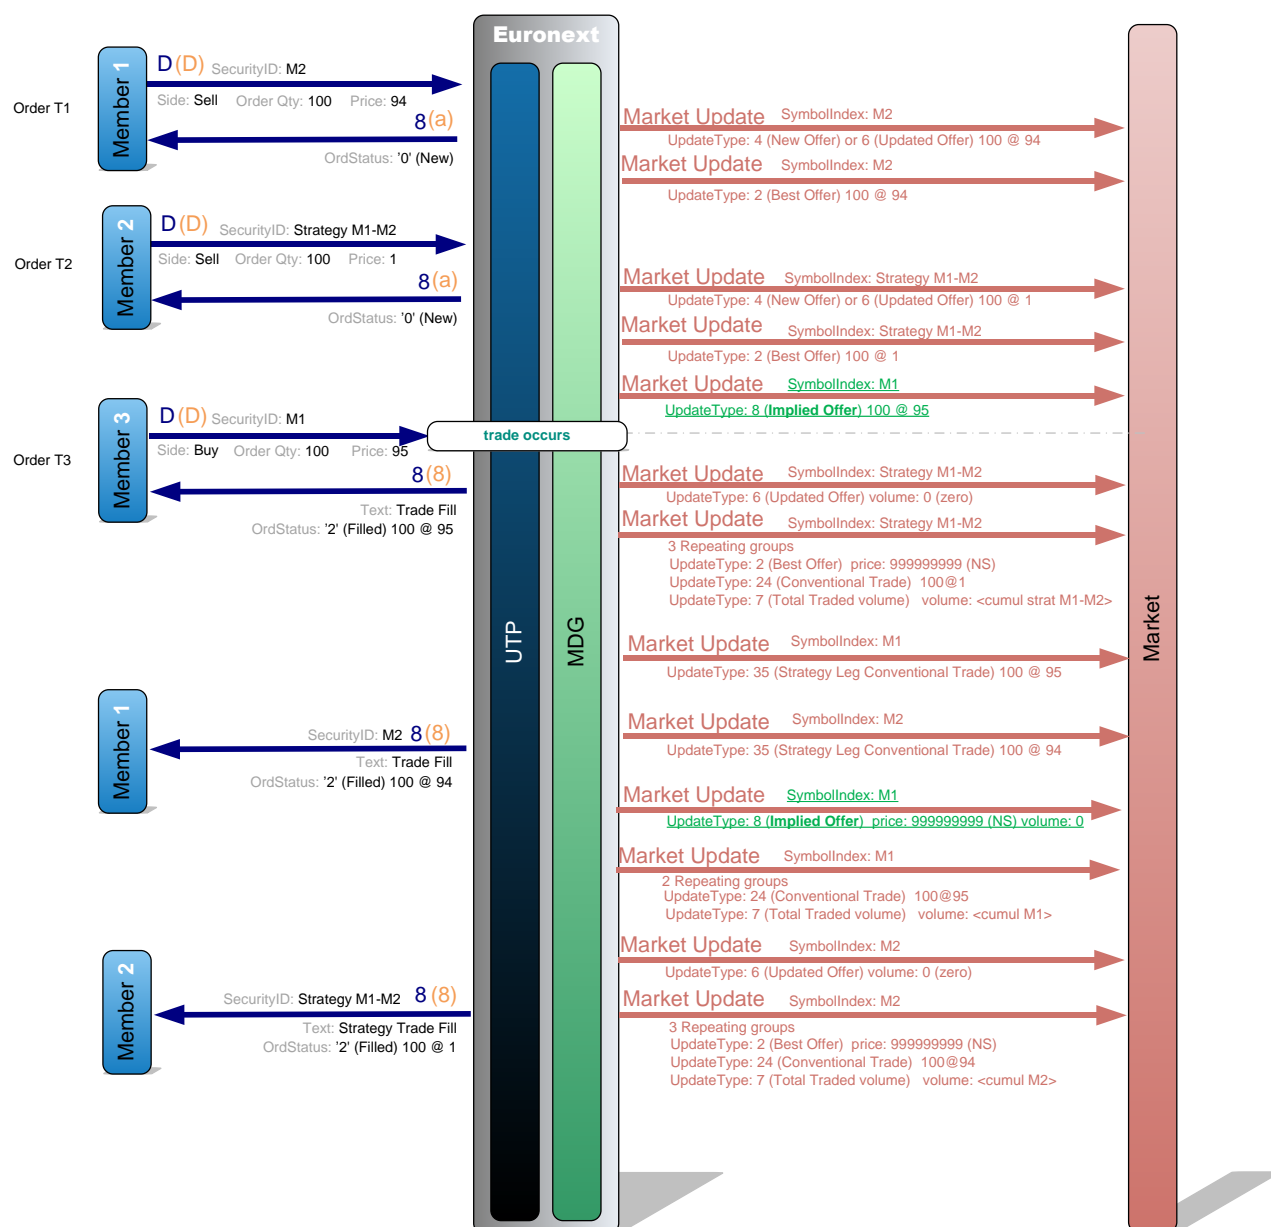 Euronext
Member 1
D(D) SecurityID: M2
Order T1
Side: Sell Order Qty: 100 Price: 94
8(a)
OrdStatus: '0' (New)
Market Update SymbolIndex: M2
UpdateType: 4 (New Offer) or 6 (Updated Offer) 100 @ 94
Market Update SymbolIndex: M2
UpdateType: 2 (Best Offer) 100 @ 94
Member 2
D(D) SecurityID: Strategy M1-M2
Order T2
Side: Sell Order Qty: 100 Price: 1
8(a)
OrdStatus: '0' (New)
Market Update SymbolIndex: Strategy M1-M2
UpdateType: 4 (New Offer) or 6 (Updated Offer) 100 @ 1
Market Update SymbolIndex: Strategy M1-M2
UpdateType: 2 (Best Offer) 100 @ 1
Market Update SymbolIndex: M1
UpdateType: 8 (Implied Offer) 100 @ 95
Member 3
D(D) SecurityID: M1
trade occurs
Order T3
Side: Buy Order Qty: 100 Price: 95
8(8)
Text: Trade Fill
OrdStatus: '2' (Filled) 100 @ 95
Market Update SymbolIndex: Strategy M1-M2
UpdateType: 6 (Updated Offer) volume: 0 (zero)
Market Update SymbolIndex: Strategy M1-M2
3 Repeating groups
UpdateType: 2 (Best Offer) price: 999999999 (NS)
UpdateType: 24 (Conventional Trade) 100@1
UpdateType: 7 (Total Traded volume) volume: <cumul strat M1-M2>
UTP
MDG
Market
Market Update SymbolIndex: M1
UpdateType: 35 (Strategy Leg Conventional Trade) 100 @ 95
Member 1
SecurityID: M2 8(8)
Text: Trade Fill
OrdStatus: '2' (Filled) 100 @ 94
Market Update SymbolIndex: M2
UpdateType: 35 (Strategy Leg Conventional Trade) 100 @ 94
Market Update SymbolIndex: M1
UpdateType: 8 (Implied Offer) price: 999999999 (NS) volume: 0
Market Update SymbolIndex: M1
2 Repeating groups
UpdateType: 24 (Conventional Trade) 100@95
UpdateType: 7 (Total Traded volume) volume: <cumul M1>
Member 2
SecurityID: Strategy M1-M2 8(8)
Text: Strategy Trade Fill
OrdStatus: '2' (Filled) 100 @ 1
Market Update SymbolIndex: M2
UpdateType: 6 (Updated Offer) volume: 0 (zero)
Market Update SymbolIndex: M2
3 Repeating groups
UpdateType: 2 (Best Offer) price: 999999999 (NS)
UpdateType: 24 (Conventional Trade) 100@94
UpdateType: 7 (Total Traded volume) volume: <cumul M2>